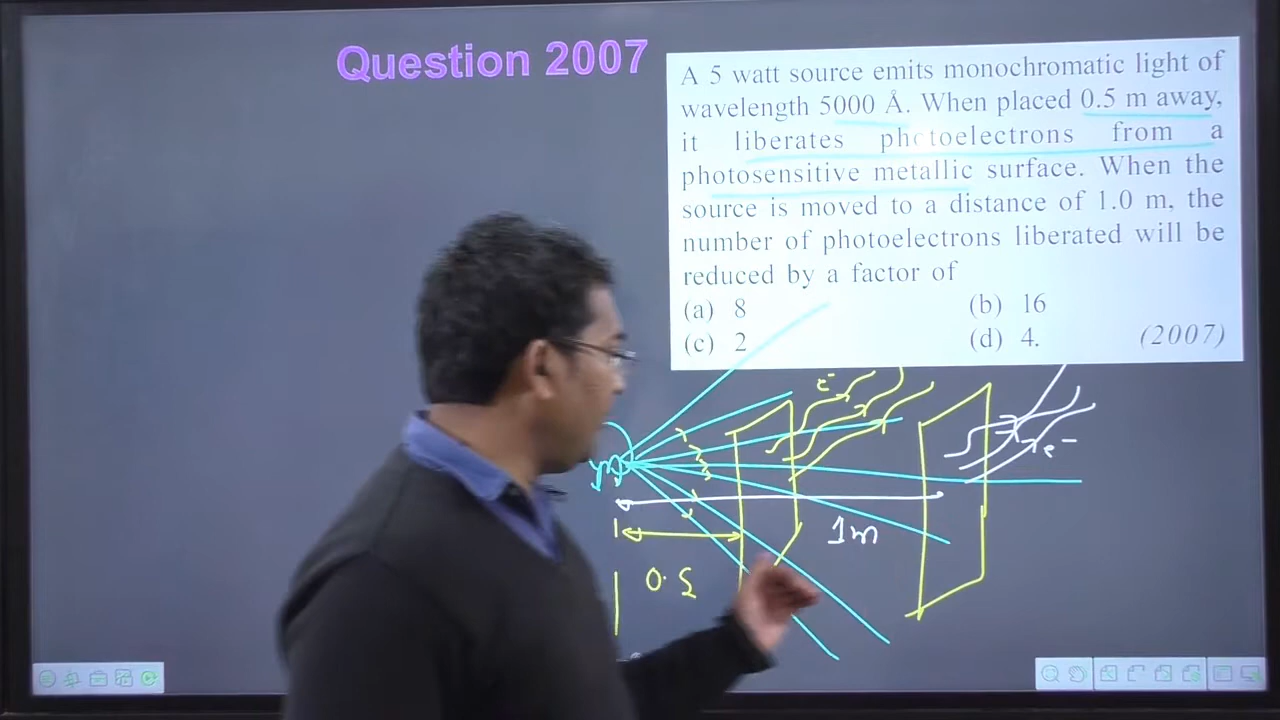 Question 2007
A 5 watt source emits monochromatic light of
wavelength 5000 Å. When placed 0.5 m away,
it liberates photoelectrons from a
photosensitive metallic surface. When the
source is moved to a distance of 1.0 m, the
number of photoelectrons liberated will be
reduced by a factor of
(a) 8 (b) 16
(c) 2 (d) 4. (2007)
e⁻
e⁻
1m
0.5